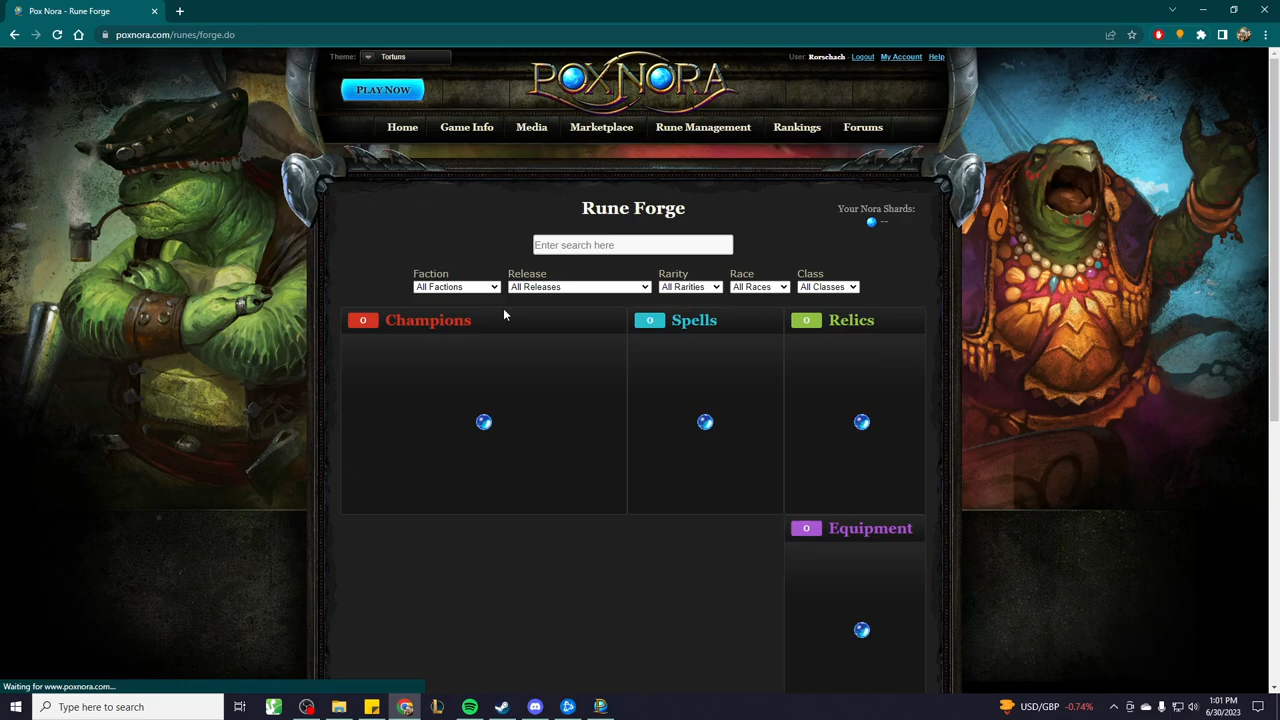 Pox Nora - Rune Forge
poxnora.com/runes/forge.do
Theme: Tortuns
User: Rorschach - Logout My Account Help
PLAY NOW
POXNORA
Home Game Info Media Marketplace Rune Management Rankings Forums
Rune Forge
Your Nora Shards:
--
Enter search here
Faction Release Rarity Race Class
All Factions All Releases All Rarities All Races All Classes
0 Champions 0 Spells 0 Relics
0 Equipment
Waiting for www.poxnora.com...
Type here to search
USD/GBP -0.74%
1:01 PM
6/30/2023